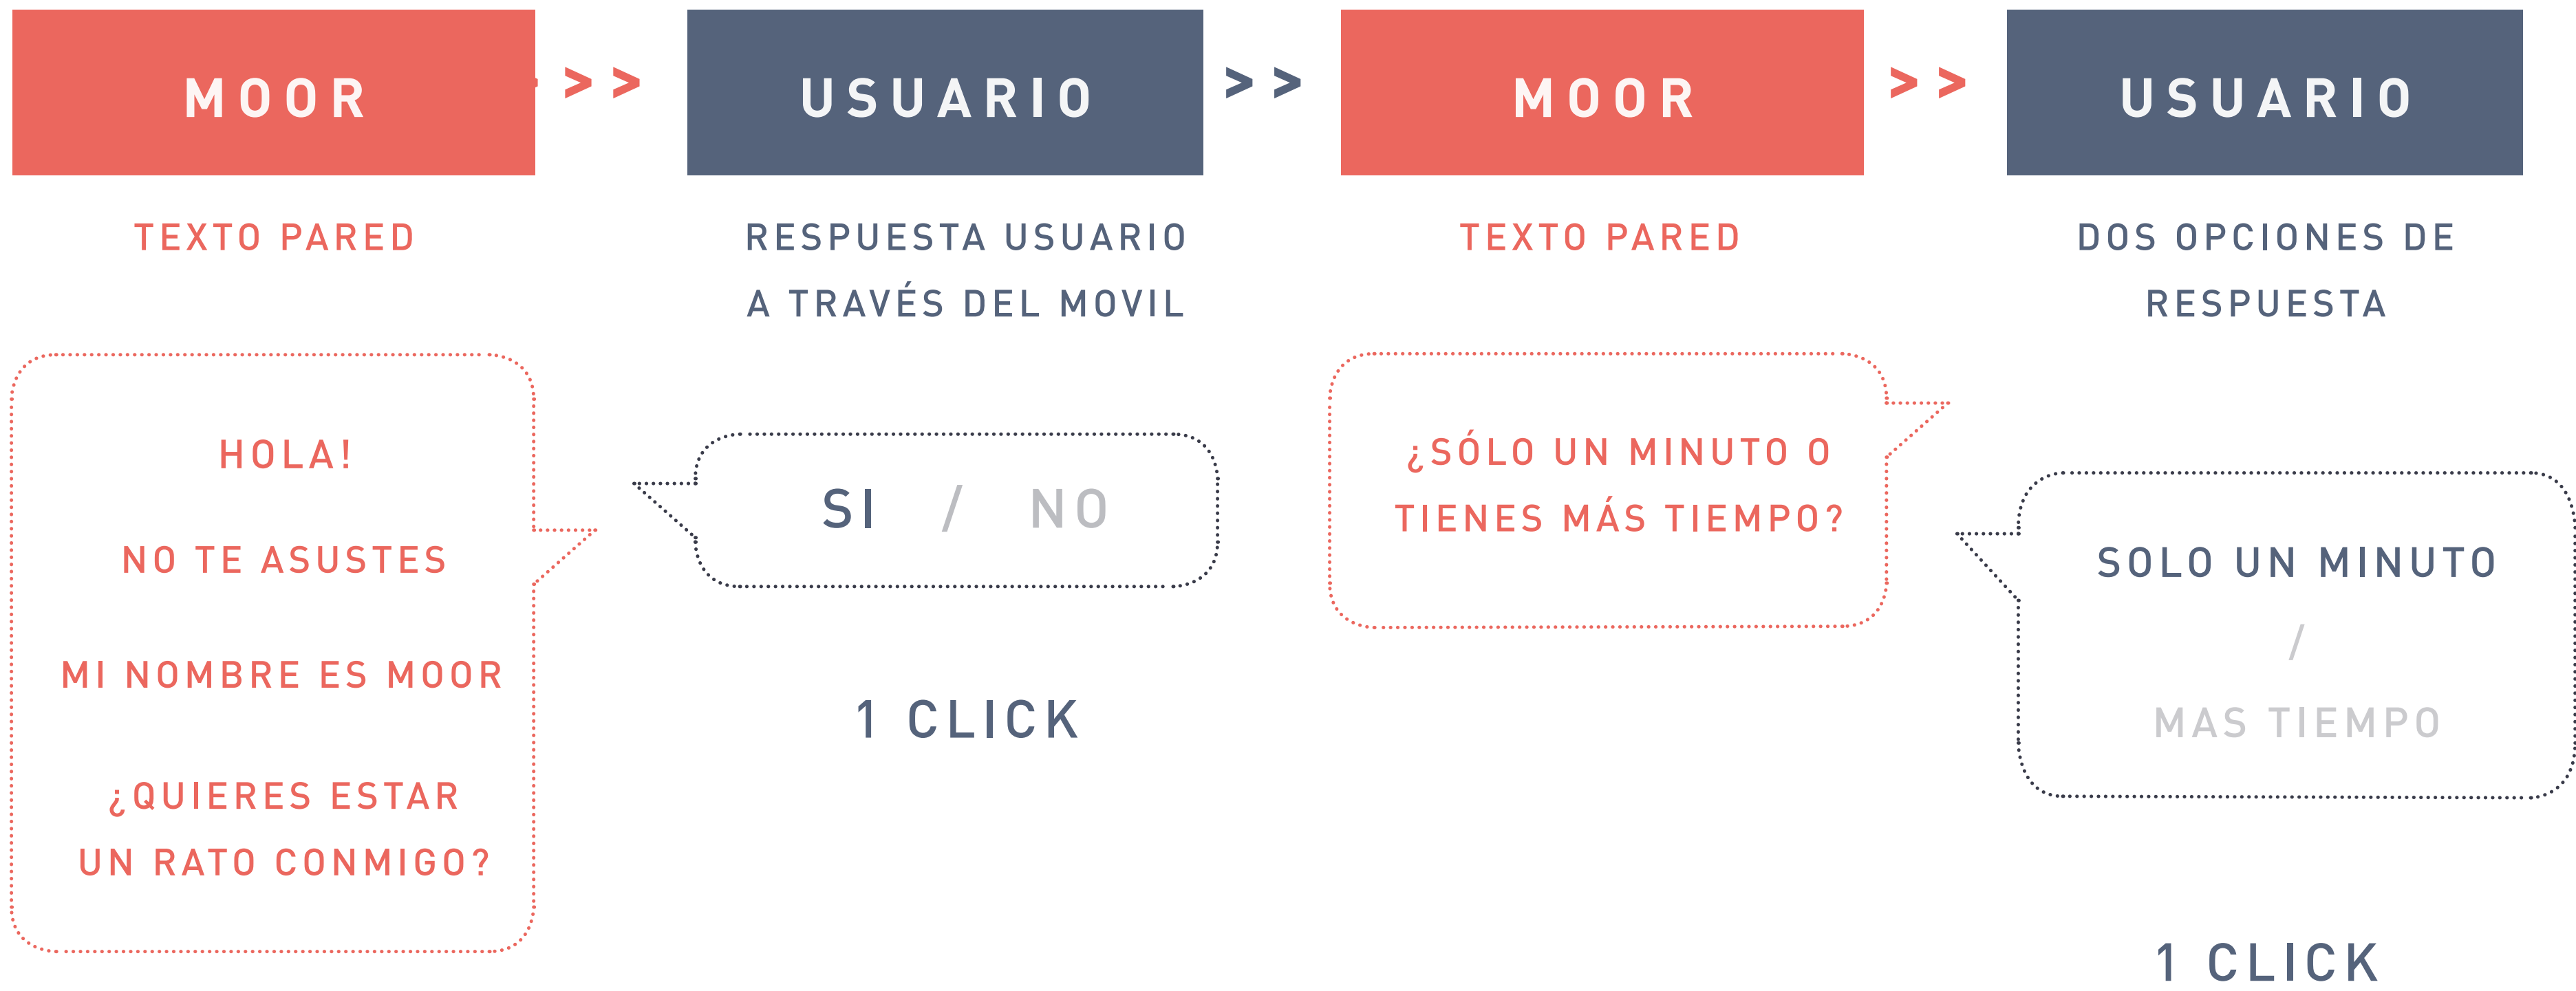 MOOR
> >
USUARIO
> >
MOOR
> >
USUARIO
TEXTO PARED
RESPUESTA USUARIO
A TRAVÉS DEL MOVIL
TEXTO PARED
DOS OPCIONES DE
RESPUESTA
HOLA!
NO TE ASUSTES
MI NOMBRE ES MOOR
¿QUIERES ESTAR
UN RATO CONMIGO?
SI / NO
1 CLICK
¿SÓLO UN MINUTO O
TIENES MÁS TIEMPO?
SOLO UN MINUTO
/
MAS TIEMPO
1 CLICK